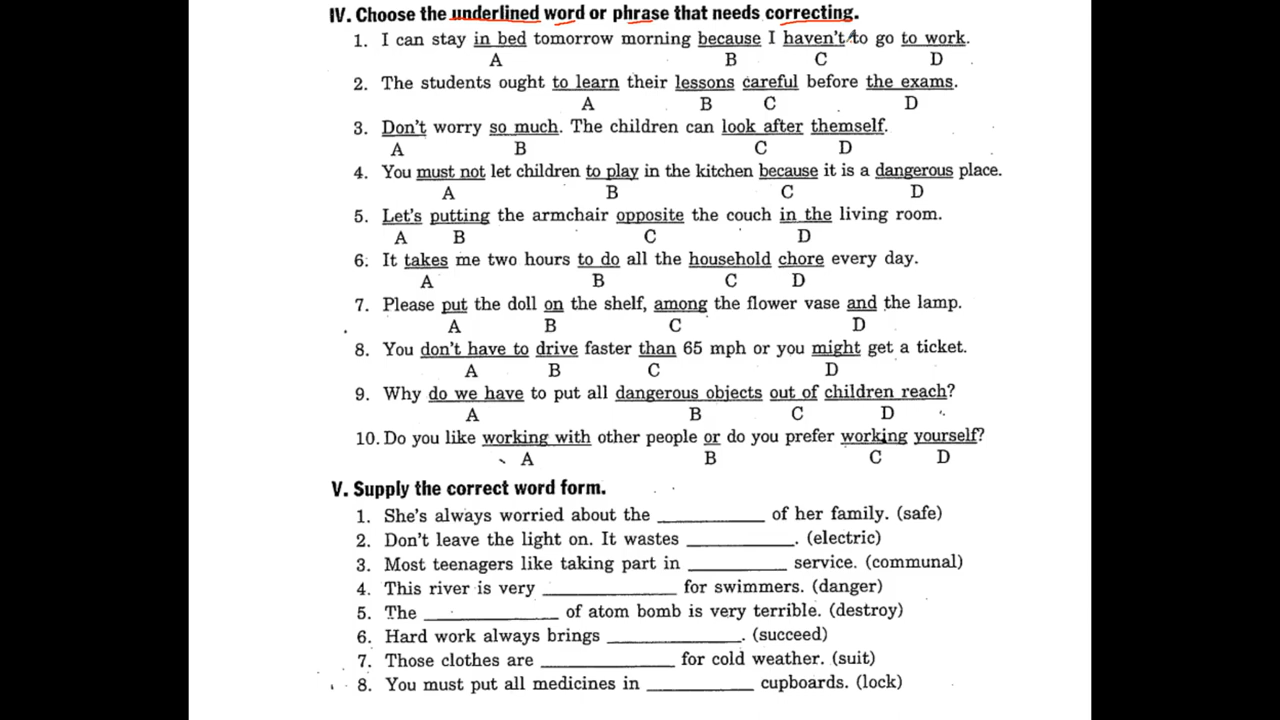 IV. Choose the underlined word or phrase that needs correcting.
1. I can stay in bed tomorrow morning because I haven't to go to work.
A B C D
2. The students ought to learn their lessons careful before the exams.
A B C D
3. Don't worry so much. The children can look after themself.
A B C D
4. You must not let children to play in the kitchen because it is a dangerous place.
A B C D
5. Let's putting the armchair opposite the couch in the living room.
A B C D
6. It takes me two hours to do all the household chore every day.
A B C D
7. Please put the doll on the shelf, among the flower vase and the lamp.
A B C D
8. You don't have to drive faster than 65 mph or you might get a ticket.
A B C D
9. Why do we have to put all dangerous objects out of children reach?
A B C D
10. Do you like working with other people or do you prefer working yourself?
A B C D
V. Supply the correct word form.
1. She's always worried about the __________ of her family. (safe)
2. Don't leave the light on. It wastes __________. (electric)
3. Most teenagers like taking part in __________ service. (communal)
4. This river is very __________ for swimmers. (danger)
5. The __________ of atom bomb is very terrible. (destroy)
6. Hard work always brings __________. (succeed)
7. Those clothes are __________ for cold weather. (suit)
8. You must put all medicines in __________ cupboards. (lock)